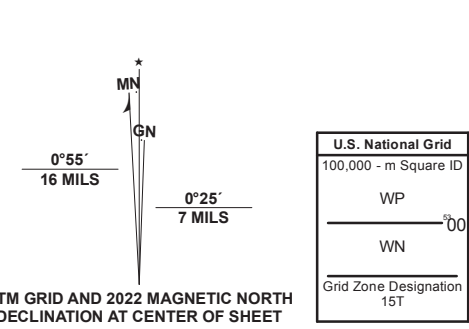 ★
MN
GN
0°55´
16 MILS
0°25´
7 MILS
TM GRID AND 2022 MAGNETIC NORTH
DECLINATION AT CENTER OF SHEET
U.S. National Grid
100,000 - m Square ID
WP
5300
WN
Grid Zone Designation
15T